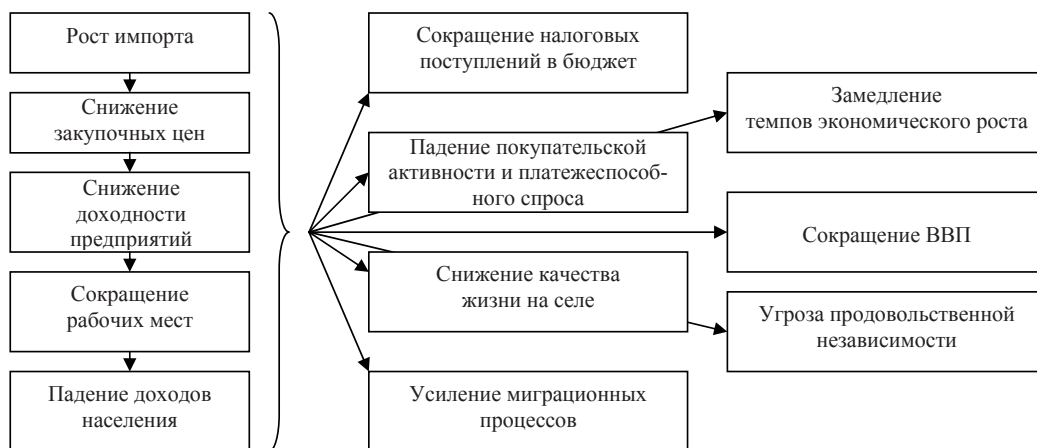 Рост импорта
Снижение
закупочных цен
Снижение
доходности
предприятий
Сокращение
рабочих мест
Падение доходов
населения
Сокращение налоговых
поступлений в бюджет
Падение покупательской
активности и платежеспособ-
ного спроса
Снижение качества
жизни на селе
Усиление миграционных
процессов
Замедление
темпов экономического роста
Сокращение ВВП
Угроза продовольственной
независимости